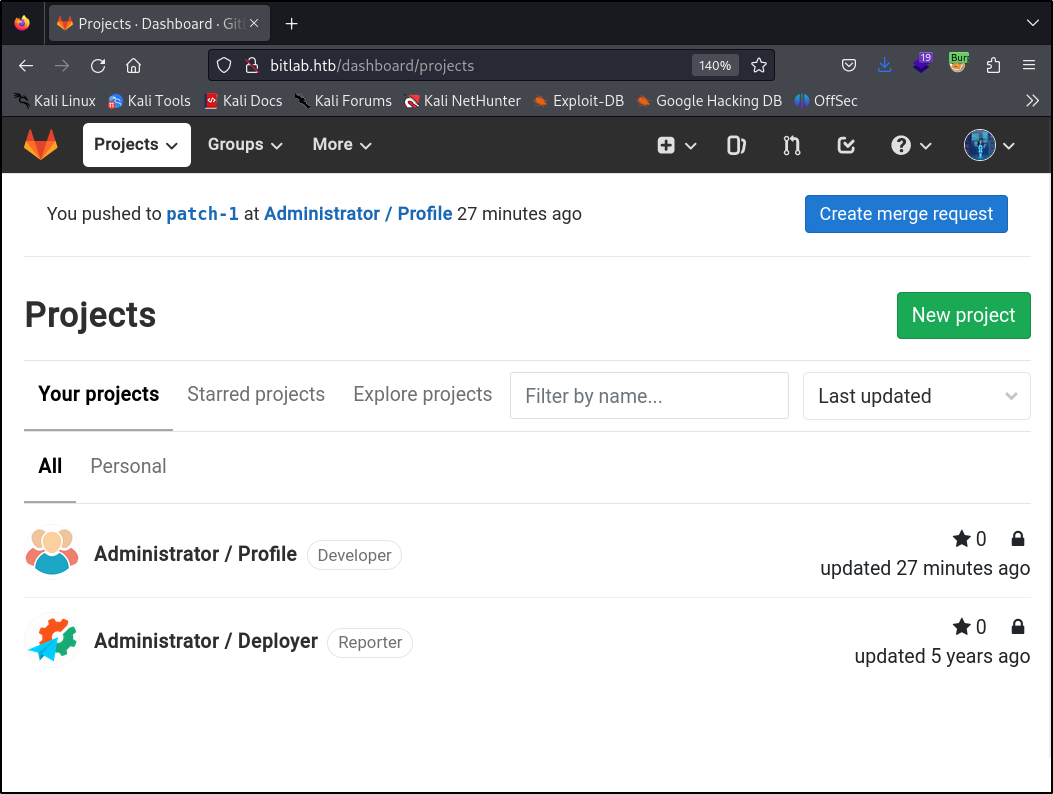 Projects · Dashboard · Git
bitlab.htb/dashboard/projects 140% 19 Bur
Kali Linux Kali Tools Kali Docs Kali Forums Kali NetHunter Exploit-DB Google Hacking DB OffSec
Projects Groups More
You pushed to patch-1 at Administrator / Profile 27 minutes ago Create merge request
Projects New project
Your projects Starred projects Explore projects Filter by name... Last updated
All Personal
Administrator / Profile Developer 0
updated 27 minutes ago
Administrator / Deployer Reporter 0
updated 5 years ago